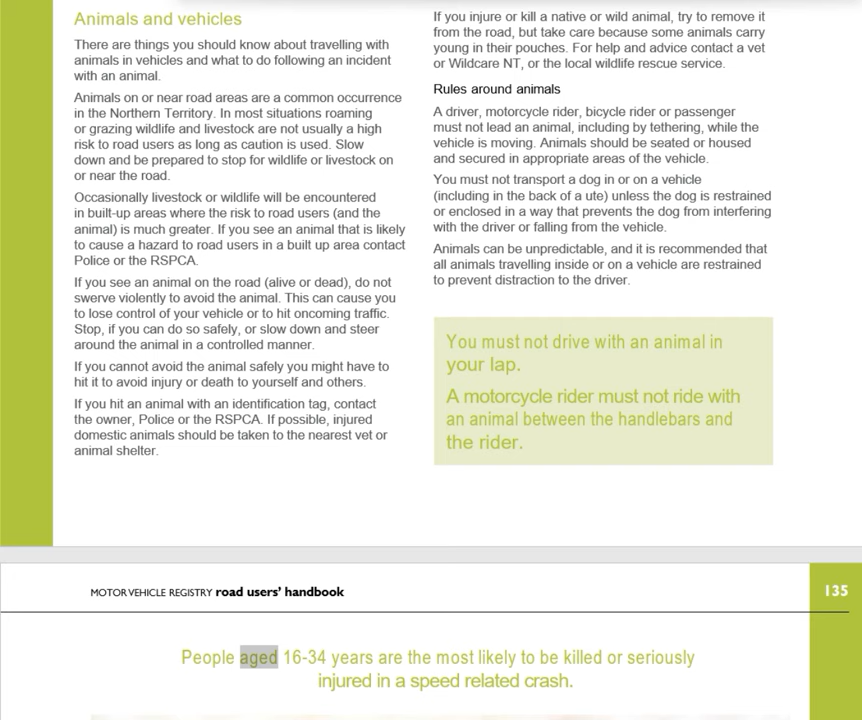 Animals and vehicles
There are things you should know about travelling with
animals in vehicles and what to do following an incident
with an animal.
Animals on or near road areas are a common occurrence
in the Northern Territory. In most situations roaming
or grazing wildlife and livestock are not usually a high
risk to road users as long as caution is used. Slow
down and be prepared to stop for wildlife or livestock on
or near the road.
Occasionally livestock or wildlife will be encountered
in built-up areas where the risk to road users (and the
animal) is much greater. If you see an animal that is likely
to cause a hazard to road users in a built up area contact
Police or the RSPCA.
If you see an animal on the road (alive or dead), do not
swerve violently to avoid the animal. This can cause you
to lose control of your vehicle or to hit oncoming traffic.
Stop, if you can do so safely, or slow down and steer
around the animal in a controlled manner.
If you cannot avoid the animal safely you might have to
hit it to avoid injury or death to yourself and others.
If you hit an animal with an identification tag, contact
the owner, Police or the RSPCA. If possible, injured
domestic animals should be taken to the nearest vet or
animal shelter.
If you injure or kill a native or wild animal, try to remove it
from the road, but take care because some animals carry
young in their pouches. For help and advice contact a vet
or Wildcare NT, or the local wildlife rescue service.
Rules around animals
A driver, motorcycle rider, bicycle rider or passenger
must not lead an animal, including by tethering, while the
vehicle is moving. Animals should be seated or housed
and secured in appropriate areas of the vehicle.
You must not transport a dog in or on a vehicle
(including in the back of a ute) unless the dog is restrained
or enclosed in a way that prevents the dog from interfering
with the driver or falling from the vehicle.
Animals can be unpredictable, and it is recommended that
all animals travelling inside or on a vehicle are restrained
to prevent distraction to the driver.
You must not drive with an animal in
your lap.
A motorcycle rider must not ride with
an animal between the handlebars and
the rider.
MOTOR VEHICLE REGISTRY road users' handbook
135
People aged 16-34 years are the most likely to be killed or seriously
injured in a speed related crash.